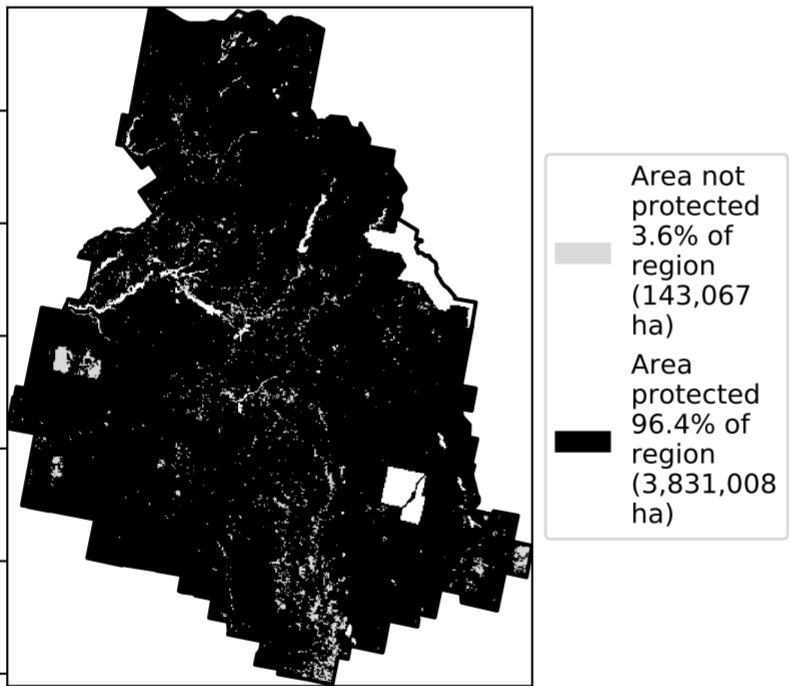 Area not
protected
3.6% of
region
(143,067
ha)
Area
protected
96.4% of
region
(3,831,008
ha)